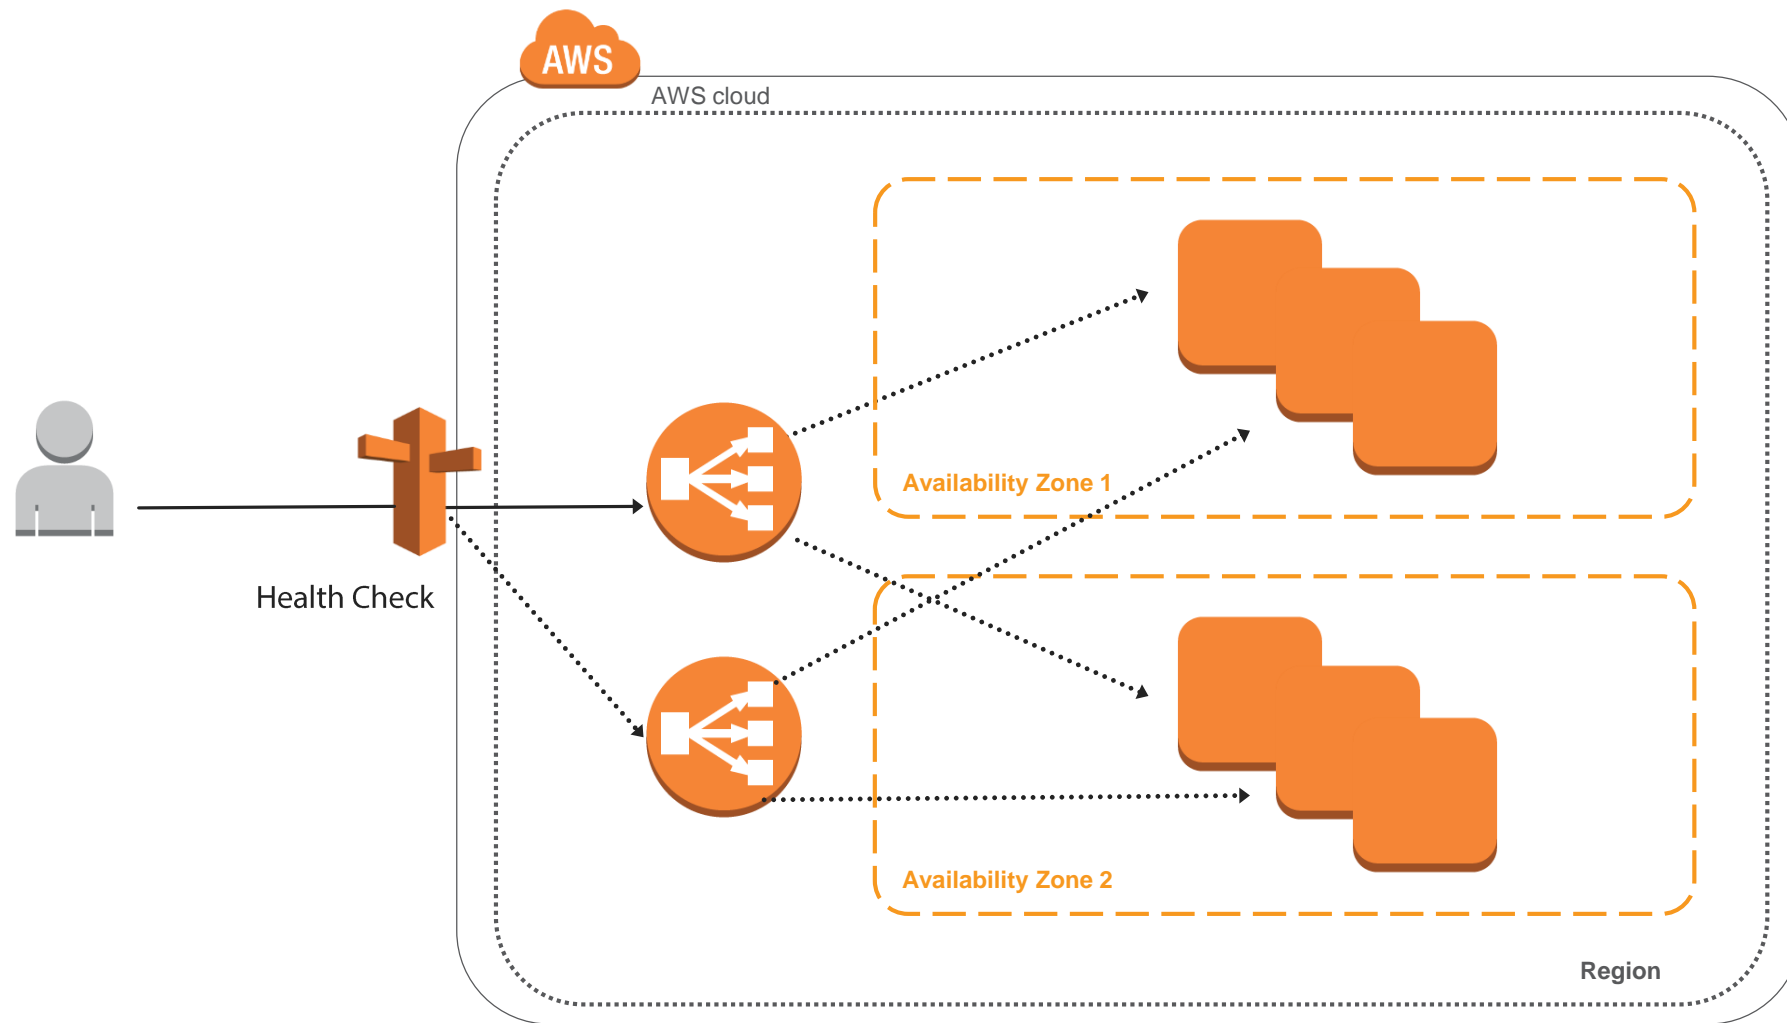 AWS
AWS cloud
Availability Zone 1
Health Check
Availability Zone 2
Region